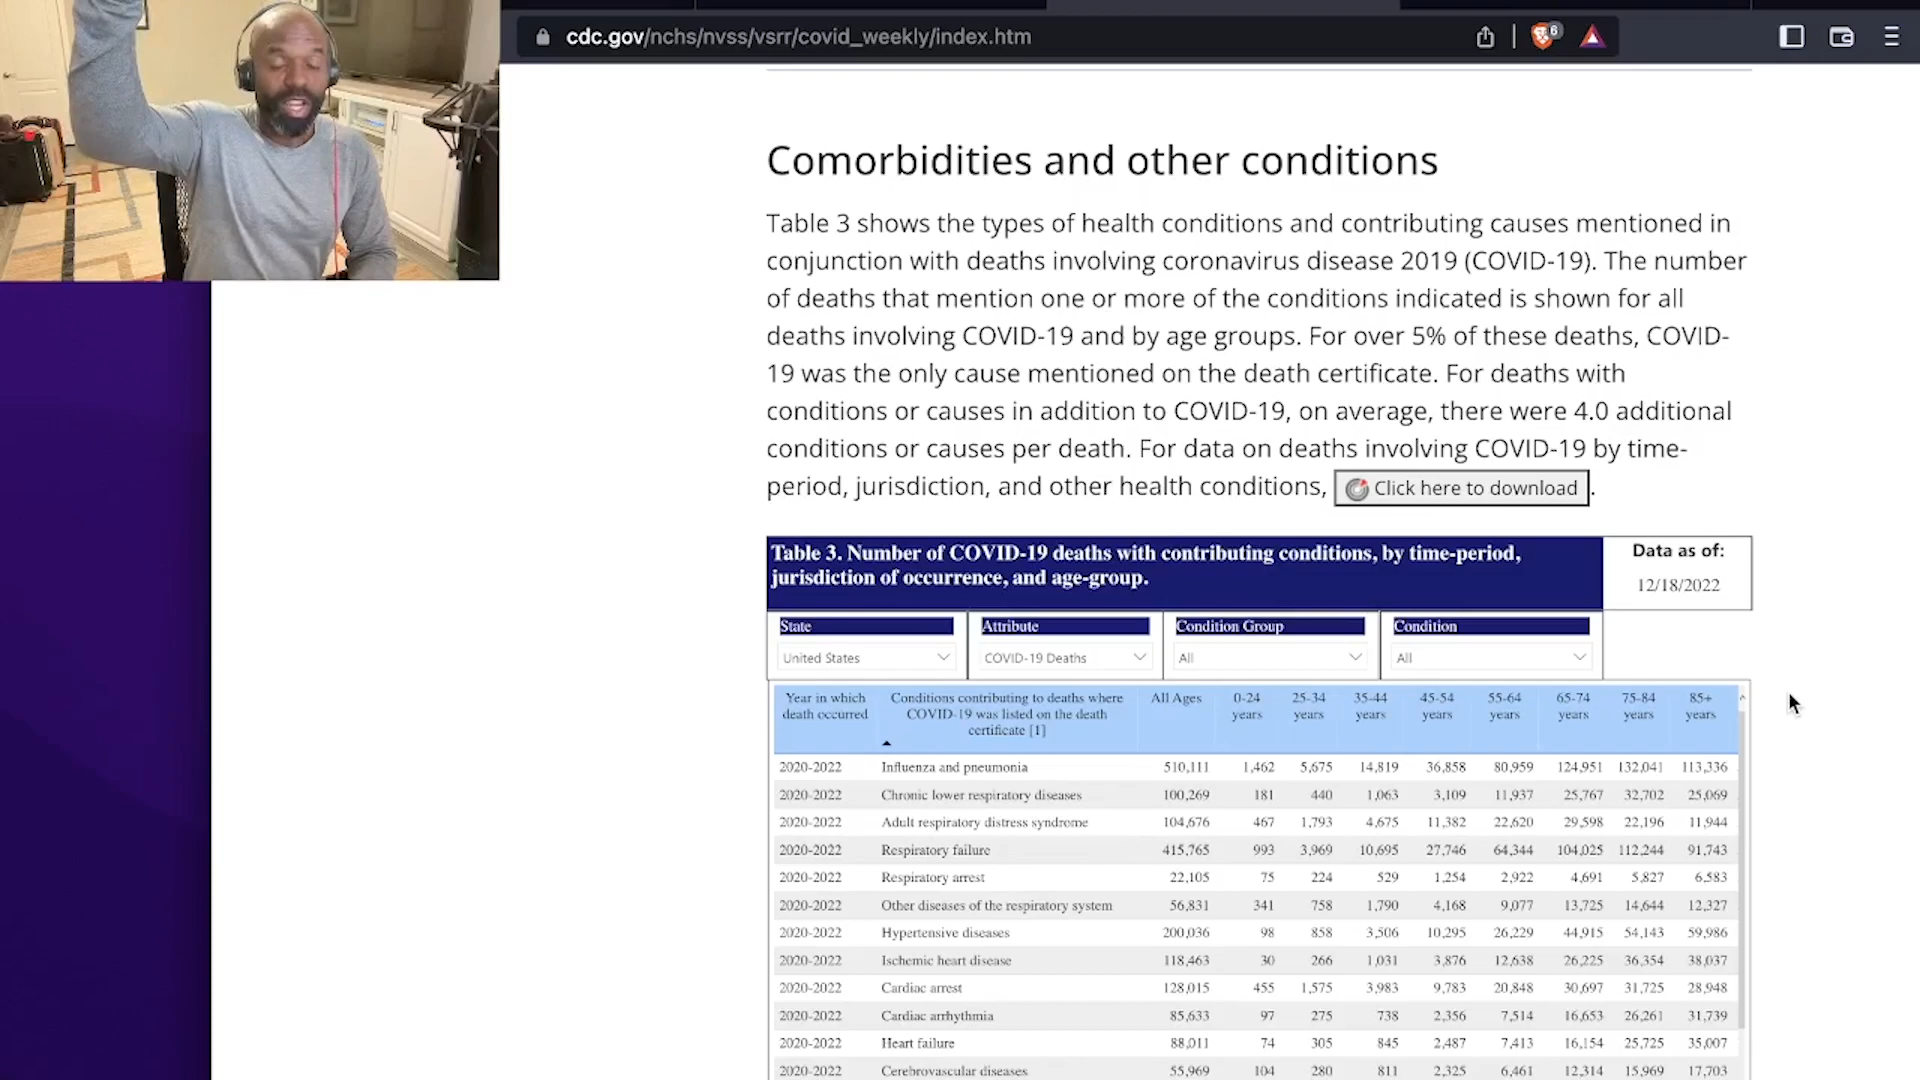 cdc.gov/nchs/nvss/vsrr/covid_weekly/index.htm
6
Comorbidities and other conditions
Table 3 shows the types of health conditions and contributing causes mentioned in
conjunction with deaths involving coronavirus disease 2019 (COVID-19). The number
of deaths that mention one or more of the conditions indicated is shown for all
deaths involving COVID-19 and by age groups. For over 5% of these deaths, COVID-
19 was the only cause mentioned on the death certificate. For deaths with
conditions or causes in addition to COVID-19, on average, there were 4.0 additional
conditions or causes per death. For data on deaths involving COVID-19 by time-
period, jurisdiction, and other health conditions, Click here to download.
Table 3. Number of COVID-19 deaths with contributing conditions, by time-period,
jurisdiction of occurrence, and age-group.
Data as of:
12/18/2022
State Attribute Condition Group Condition
United States COVID-19 Deaths All All
Year in which Conditions contributing to deaths where All Ages 0-24 25-34 35-44 45-54 55-64 65-74 75-84 85+
death occurred COVID-19 was listed on the death years years years years years years years years
certificate [1]
2020-2022 Influenza and pneumonia 510,111 1,462 5,675 14,819 36,858 80,959 124,951 132,041 113,336
2020-2022 Chronic lower respiratory diseases 100,269 181 440 1,063 3,109 11,937 25,767 32,702 25,069
2020-2022 Adult respiratory distress syndrome 104,676 467 1,793 4,675 11,382 22,620 29,598 22,196 11,944
2020-2022 Respiratory failure 415,765 993 3,969 10,695 27,746 64,344 104,025 112,244 91,743
2020-2022 Respiratory arrest 22,105 75 224 529 1,254 2,922 4,691 5,827 6,583
2020-2022 Other diseases of the respiratory system 56,831 341 758 1,790 4,168 9,077 13,725 14,644 12,327
2020-2022 Hypertensive diseases 200,036 98 858 3,506 10,295 26,229 44,915 54,143 59,986
2020-2022 Ischemic heart disease 118,463 30 266 1,031 3,876 12,638 26,225 36,354 38,037
2020-2022 Cardiac arrest 128,015 455 1,575 3,983 9,783 20,848 30,697 31,725 28,948
2020-2022 Cardiac arrhythmia 85,633 97 275 738 2,356 7,514 16,653 26,261 31,739
2020-2022 Heart failure 88,011 74 305 845 2,487 7,413 16,154 25,725 35,007
2020-2022 Cerebrovascular diseases 55,969 104 280 811 2,325 6,461 12,314 15,969 17,703